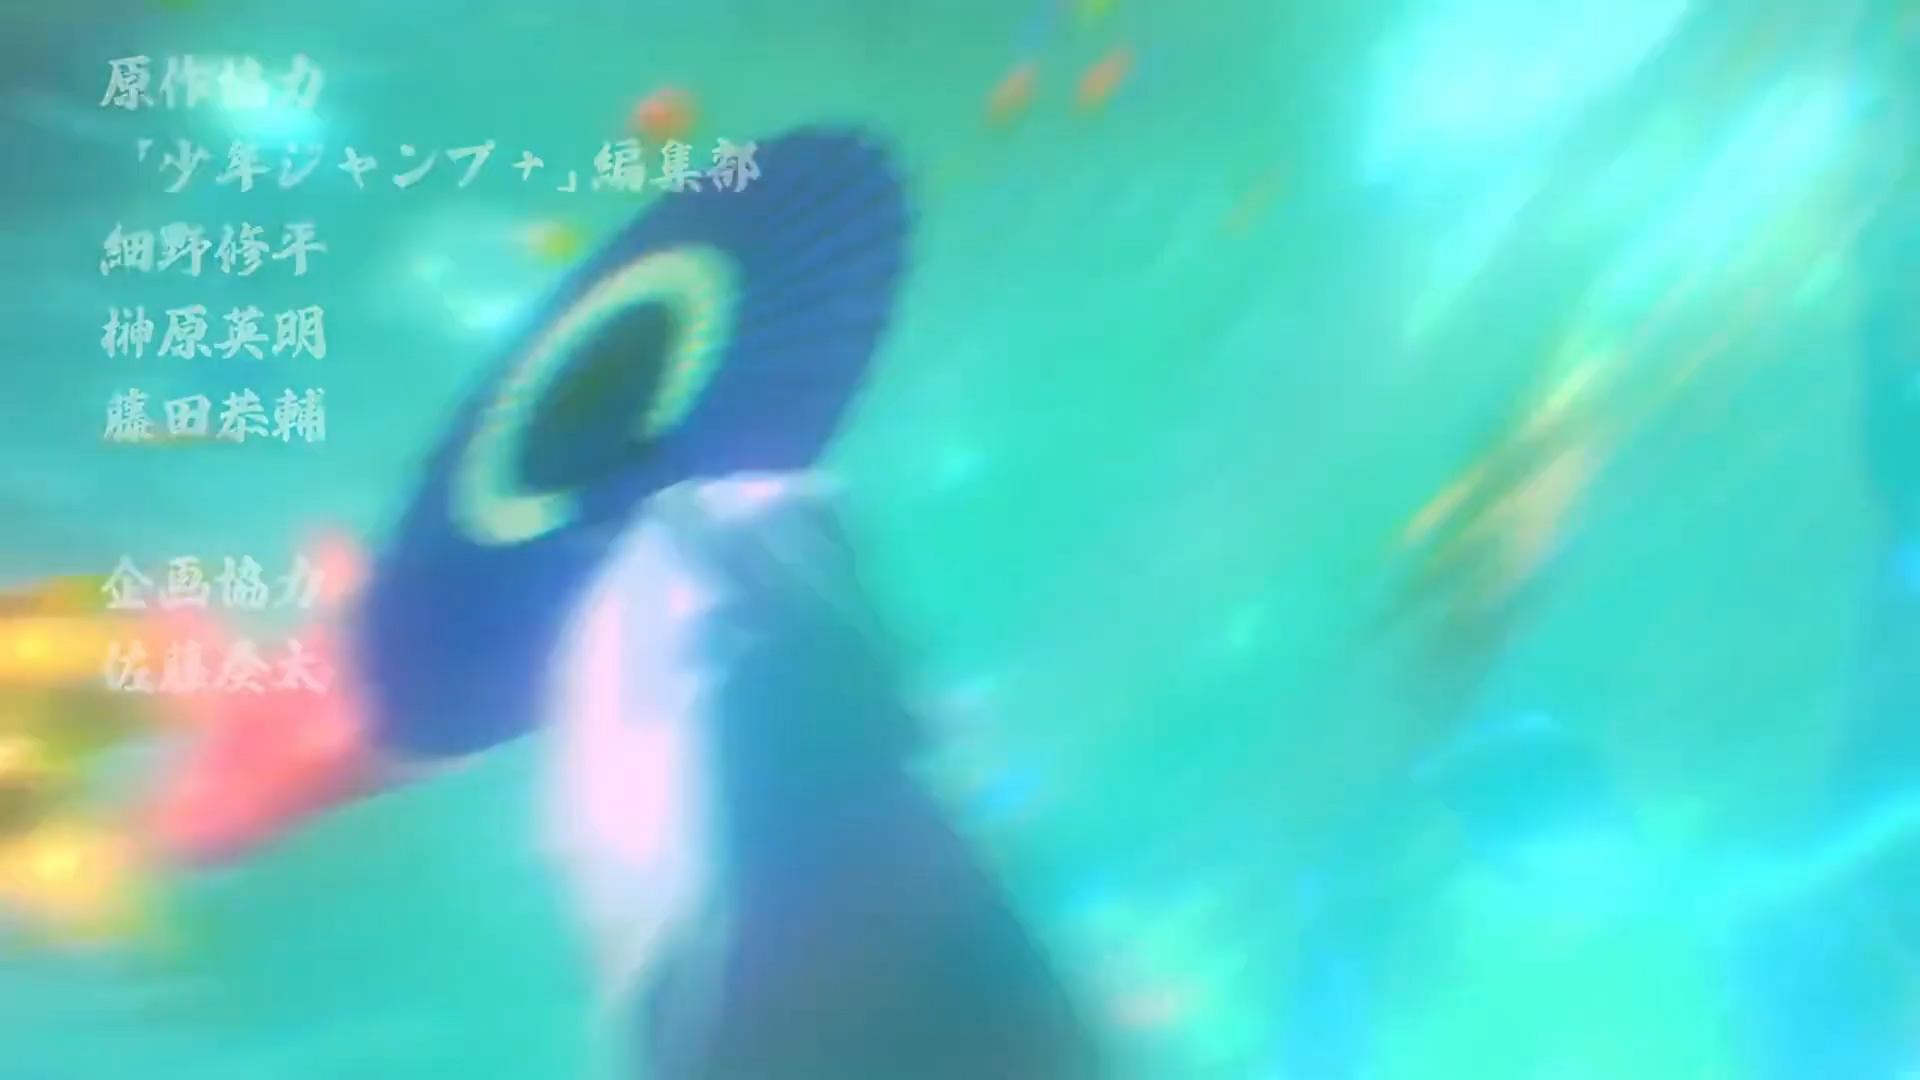 原作協力
「少年ジャンプ+」編集部
細野修平
榊原英明
藤田恭輔
企画協力
佐藤奏太